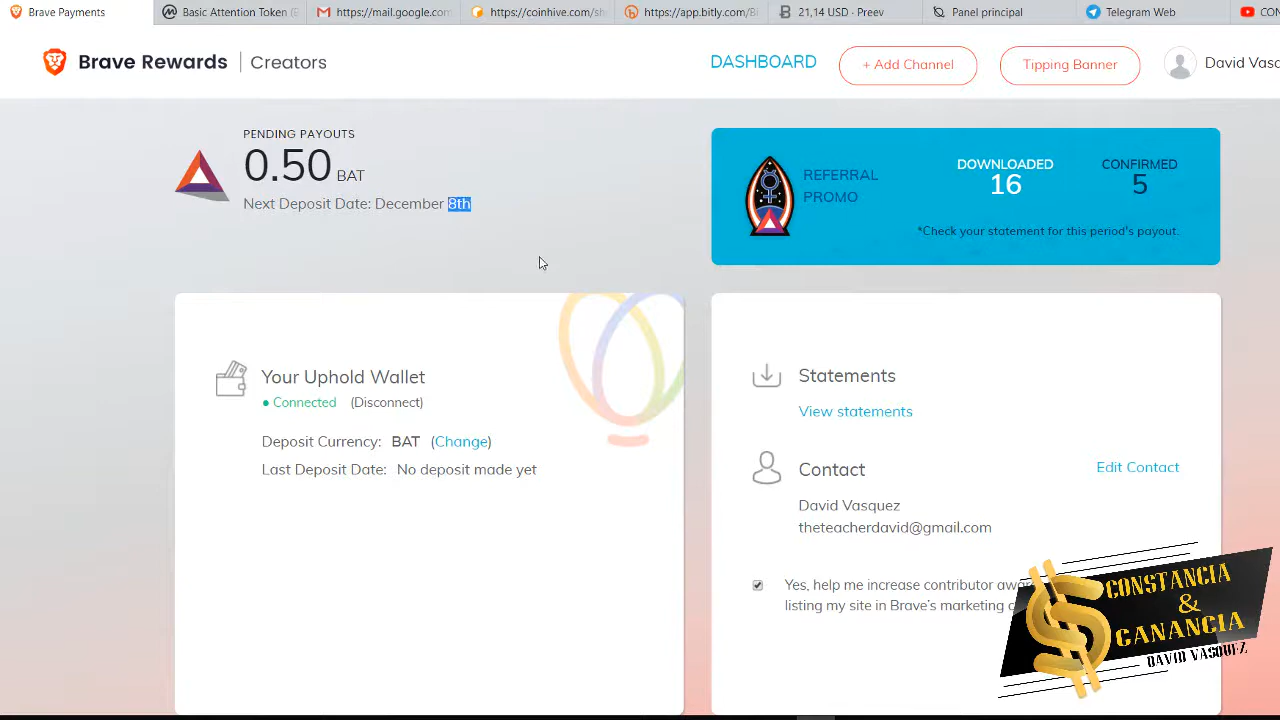 Brave Payments
Basic Attention Token (
https://mail.google.com
https://coinhive.com/sh
https://app.bitly.com/B
21,14 USD - Preev
Panel principal
Telegram Web
CON
Brave Rewards | Creators
DASHBOARD
+ Add Channel
Tipping Banner
David Vasq
PENDING PAYOUTS
0.50 BAT
Next Deposit Date: December 8th
REFERRAL
PROMO
DOWNLOADED
16
CONFIRMED
5
*Check your statement for this period's payout.
Your Uphold Wallet
Connected (Disconnect)
Deposit Currency: BAT (Change)
Last Deposit Date: No deposit made yet
Statements
View statements
Contact
Edit Contact
David Vasquez
theteacherdavid@gmail.com
Yes, help me increase contributor
listing my site in Brave's marketing
CONSTANCIA
&
GANANCIA
DAVID VASQUEZ